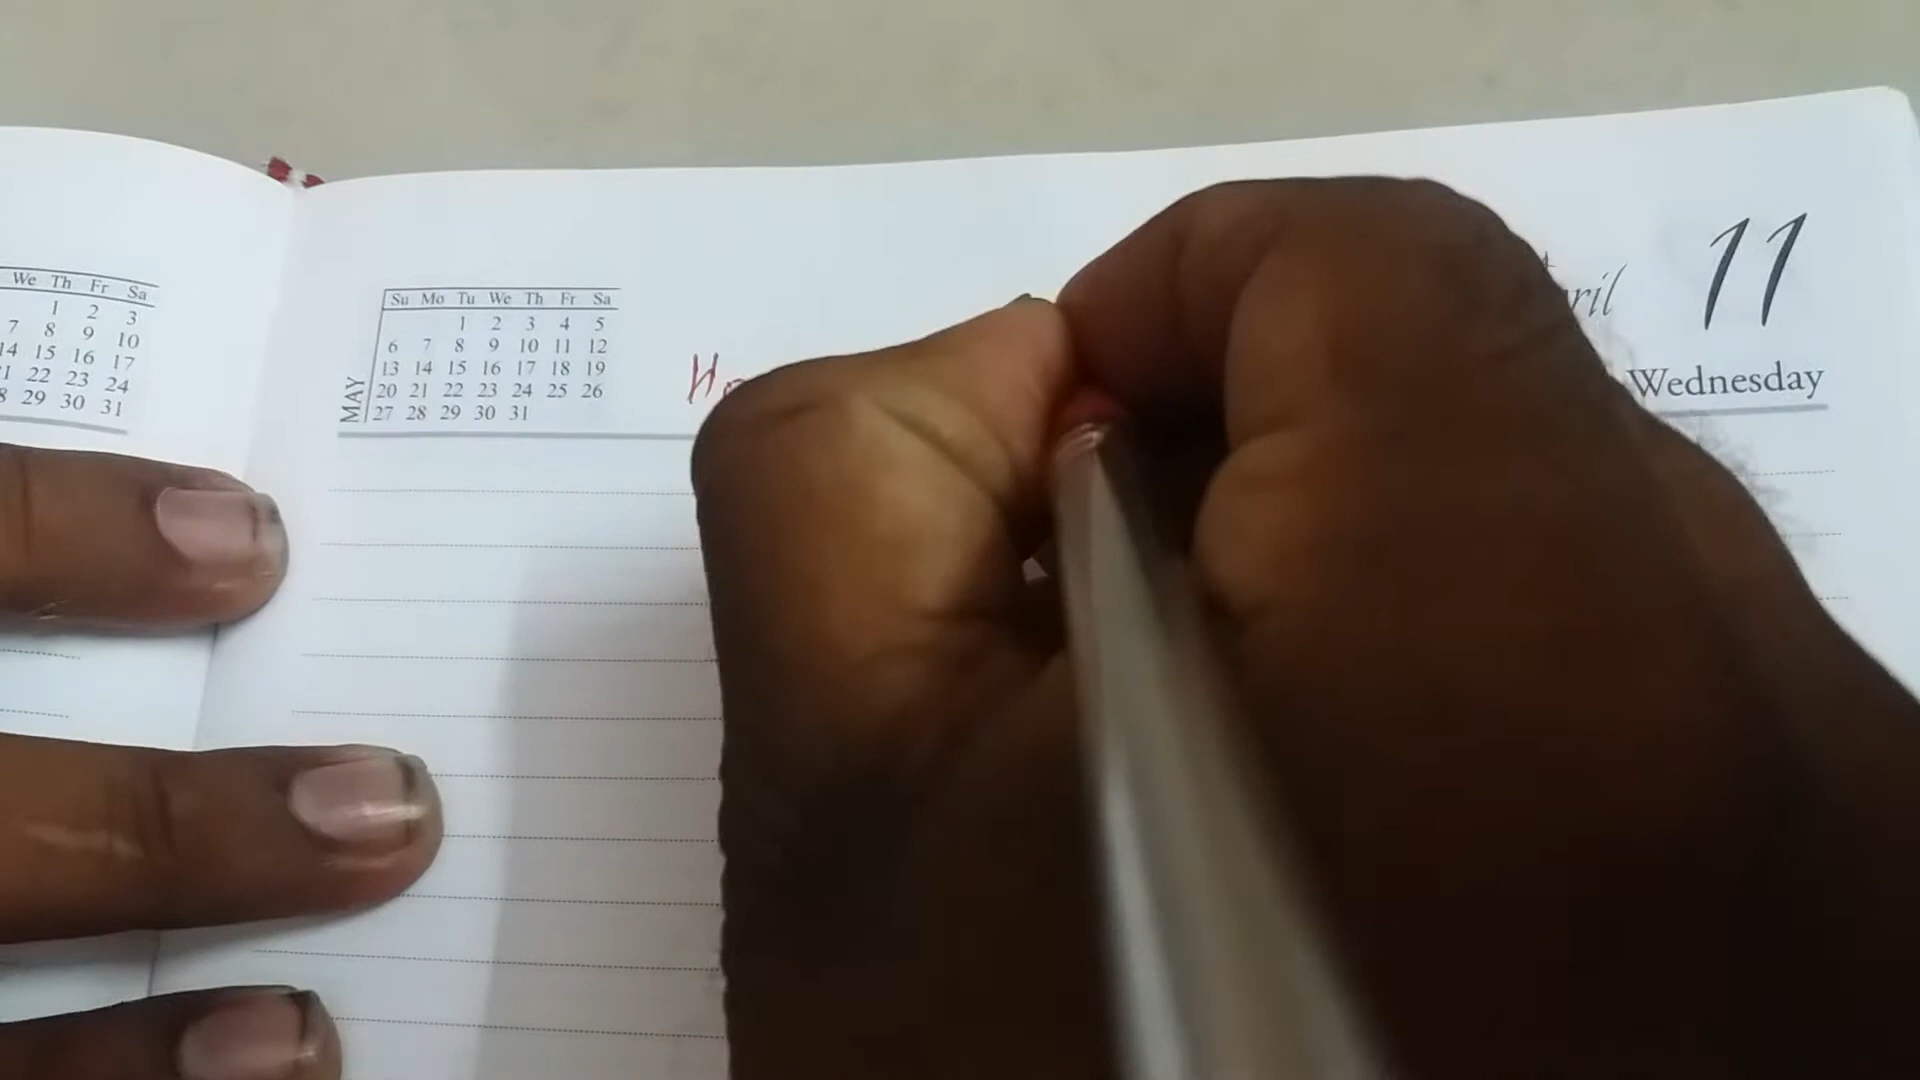 We Th Fr Sa
1 2 3
7 8 9 10
14 15 16 17
1 22 23 24
8 29 30 31
Su Mo Tu We Th Fr Sa
1 2 3 4 5
6 7 8 9 10 11 12
13 14 15 16 17 18 19
20 21 22 23 24 25 26
27 28 29 30 31
MAY
ril 11
Wednesday